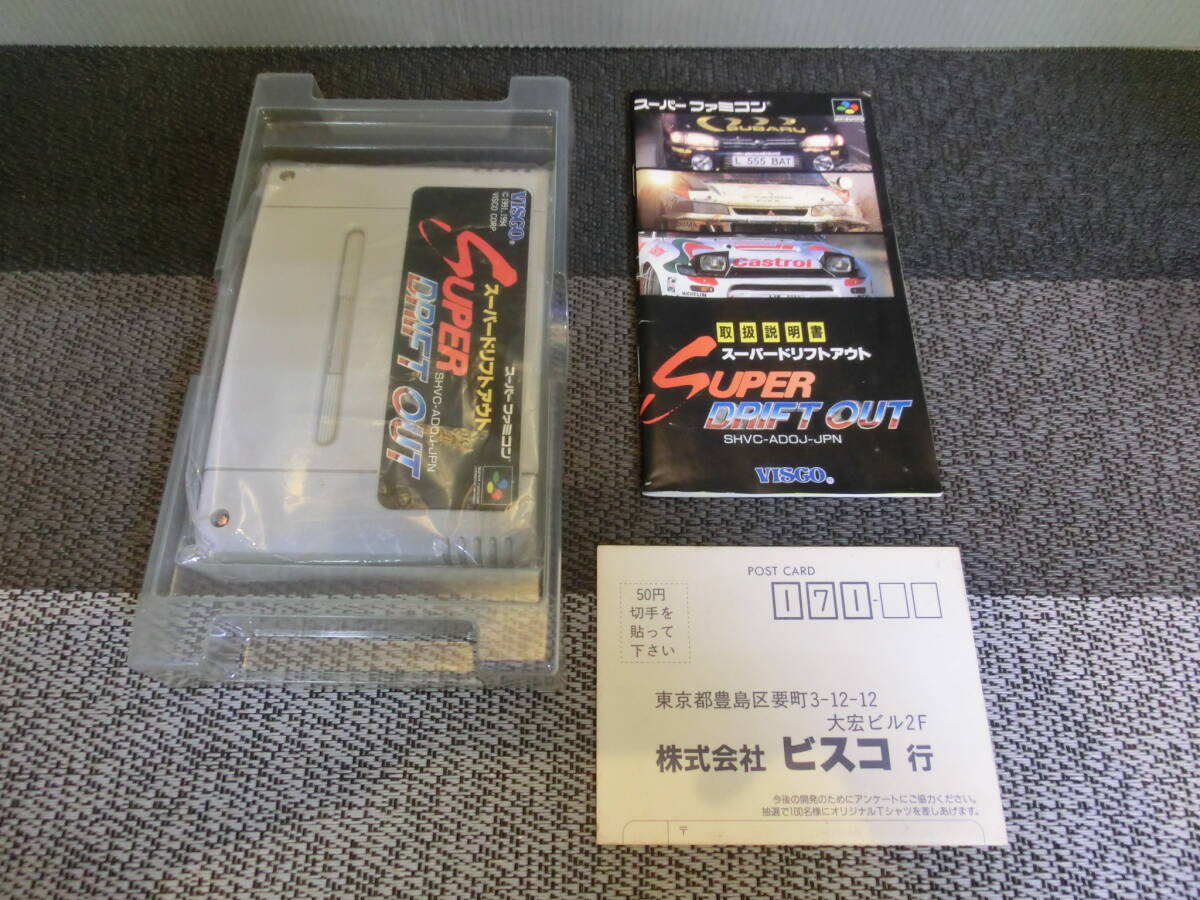 VISCO®
© 1991, 1994
VISCO CORP
スーパーファミコン
スーパードリフトアウト
SUPER
DRIFT OUT
SHVC-ADOJ-JPN
スーパーファミコン
SUBARU
L 555 BAT
Castrol
MICHELIN
取扱説明書
スーパードリフトアウト
SUPER
DRIFT OUT
SHVC-ADOJ-JPN
VISCO®
POST CARD
171-
50円
切手を
貼って
下さい
東京都豊島区要町3-12-12
大宏ビル2F
株式会社 ビスコ 行
今後の開発のためにアンケートにご協力ください。
抽選で100名様にオリジナルTシャツを差しあげます。
〒